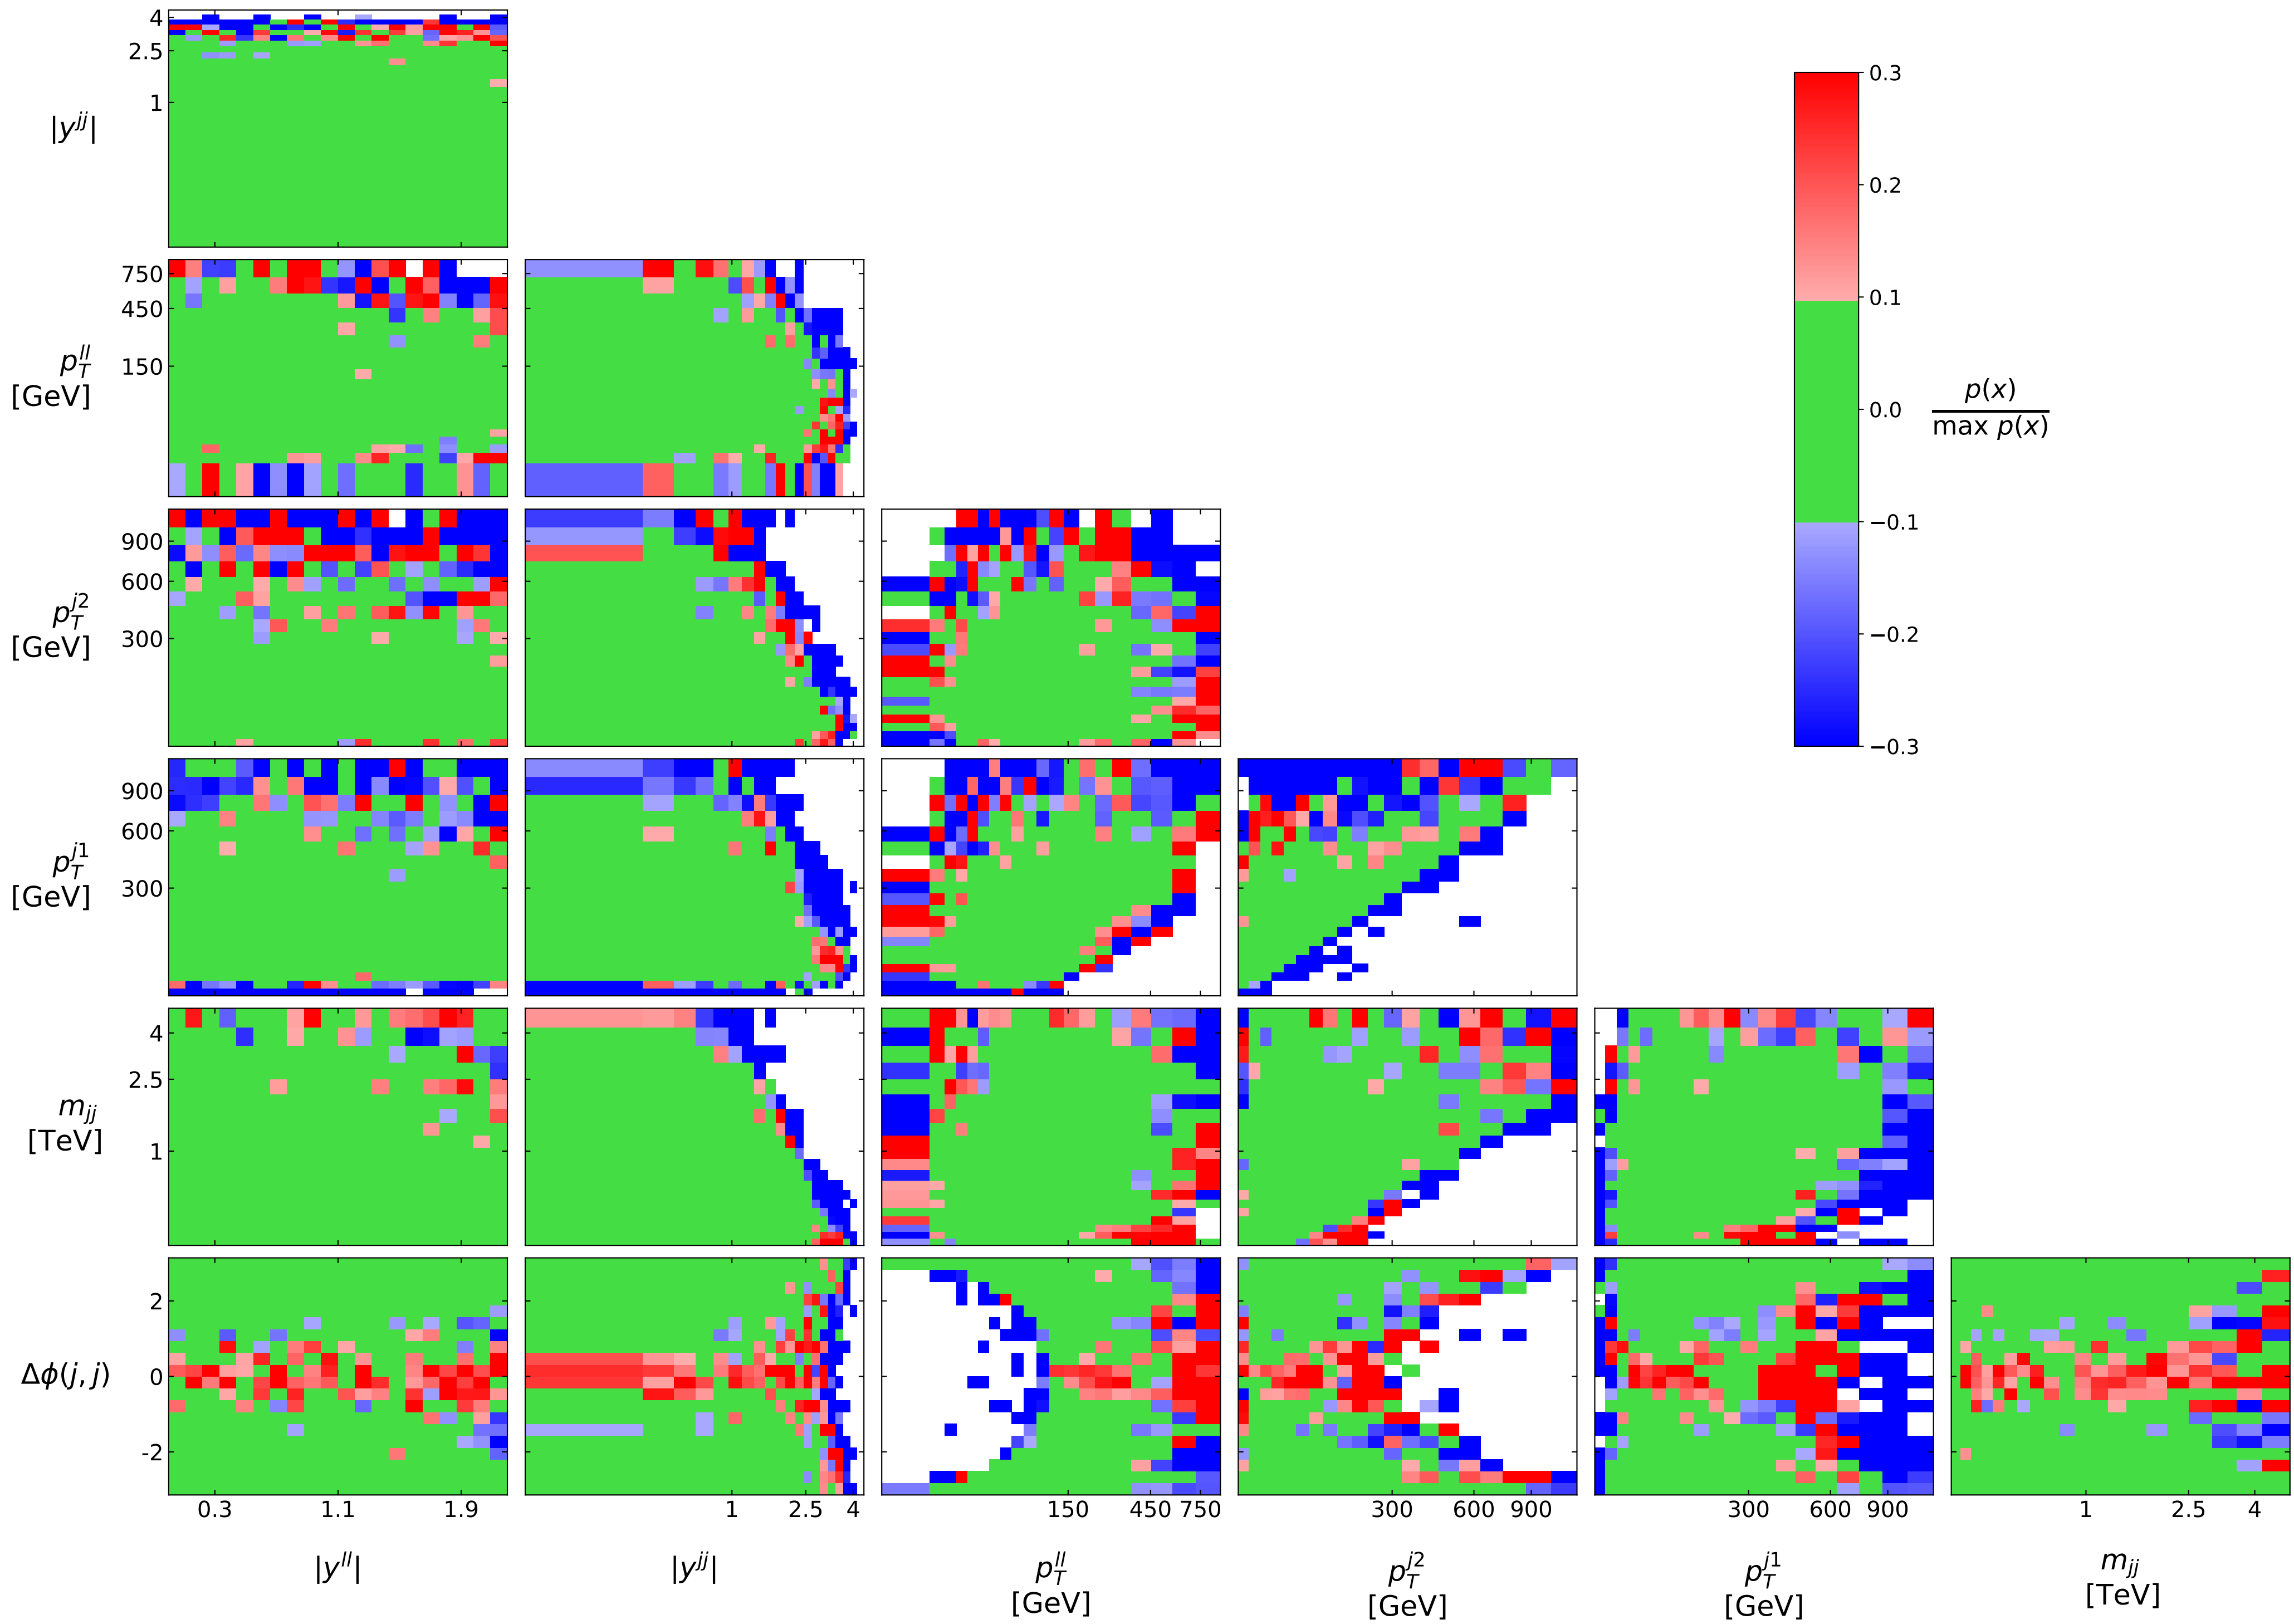 4
2.5
1
|y^{jj}|
0.3
0.2
0.1
0.0
−0.1
−0.2
−0.3
p(x)
max p(x)
750
450
150
p_T^{ll}
[GeV]
900
600
300
p_T^{j2}
[GeV]
900
600
300
p_T^{j1}
[GeV]
4
2.5
1
m_{jj}
[TeV]
2
0
-2
Δϕ(j, j)
0.3 1.1 1.9
1 2.5 4
150 450 750
300 600 900
300 600 900
1 2.5 4
|y^{ll}|
|y^{jj}|
p_T^{ll}
[GeV]
p_T^{j2}
[GeV]
p_T^{j1}
[GeV]
m_{jj}
[TeV]